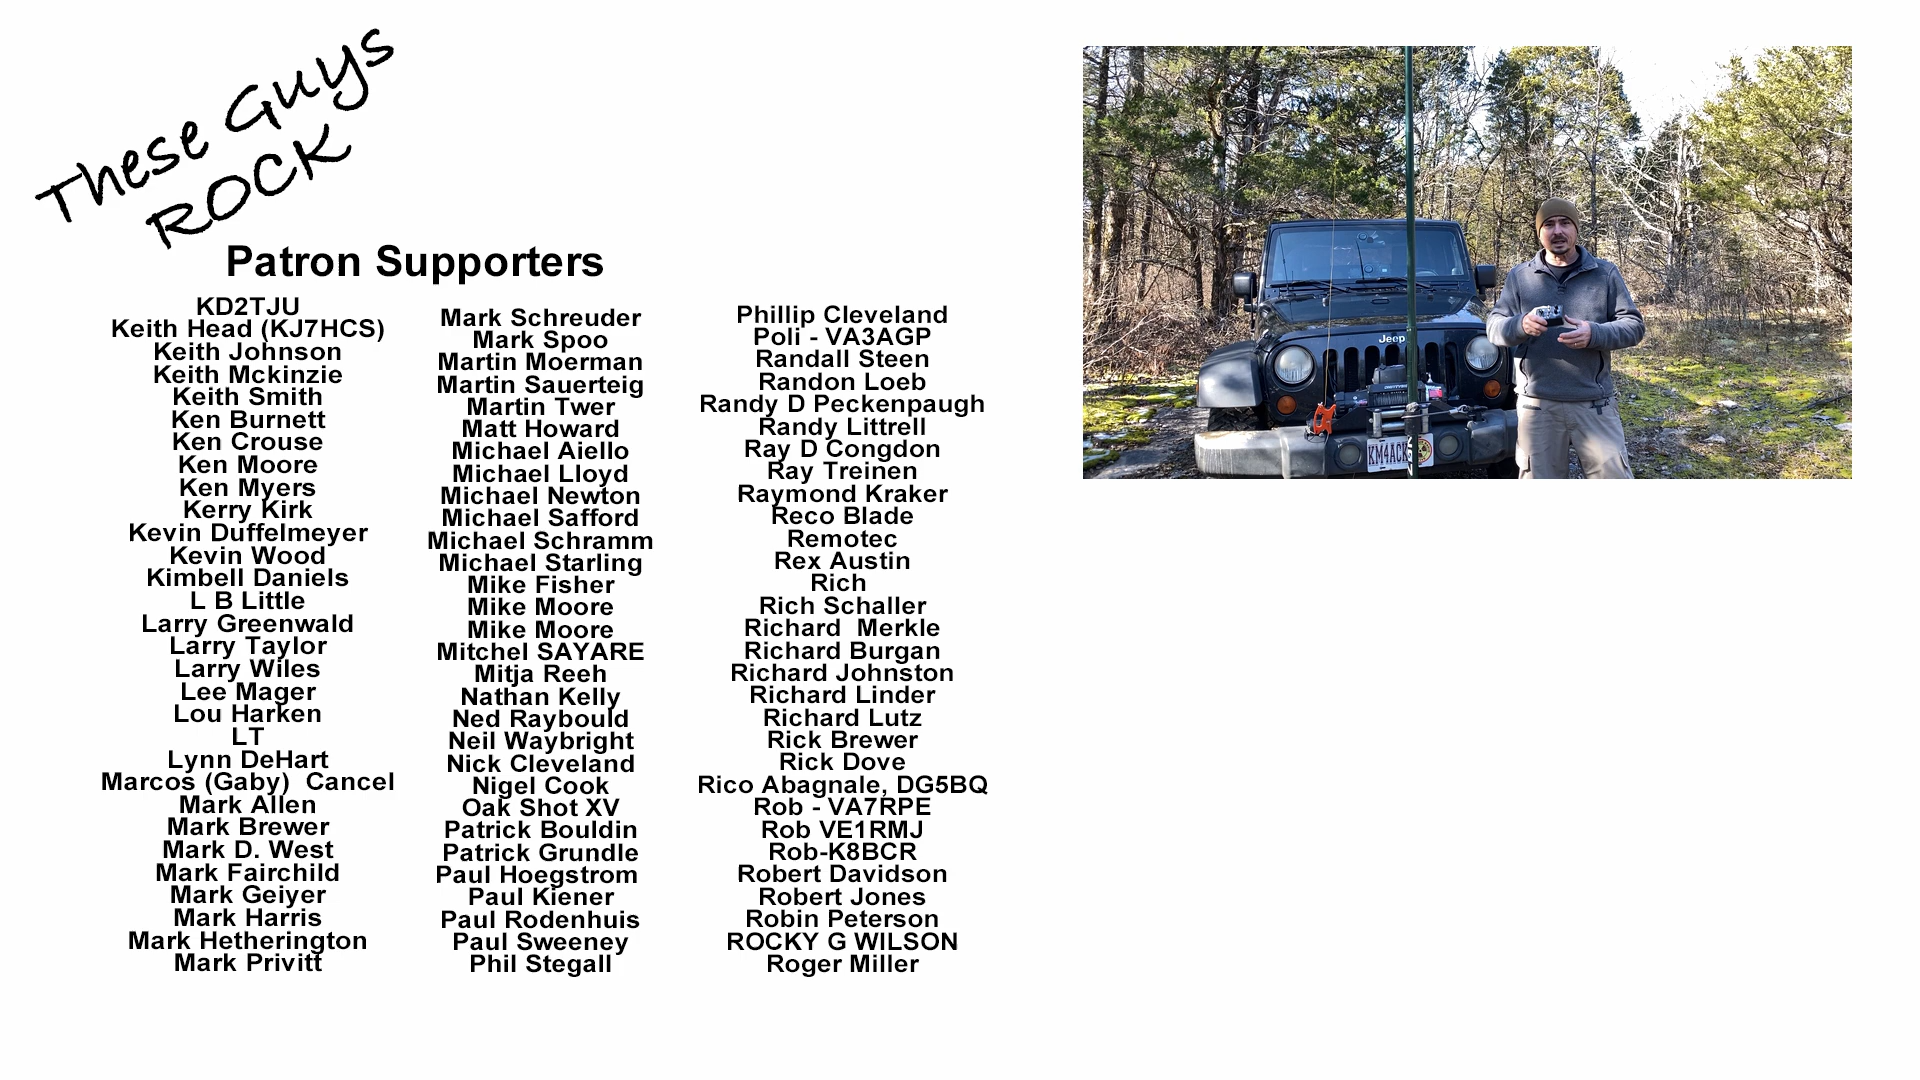 These Guys
ROCK
Patron Supporters
KD2TJU
Keith Head (KJ7HCS)
Keith Johnson
Keith Mckinzie
Keith Smith
Ken Burnett
Ken Crouse
Ken Moore
Ken Myers
Kerry Kirk
Kevin Duffelmeyer
Kevin Wood
Kimbell Daniels
L B Little
Larry Greenwald
Larry Taylor
Larry Wiles
Lee Mager
Lou Harken
LT
Lynn DeHart
Marcos (Gaby)  Cancel
Mark Allen
Mark Brewer
Mark D. West
Mark Fairchild
Mark Geiyer
Mark Harris
Mark Hetherington
Mark Privitt
Mark Schreuder
Mark Spoo
Martin Moerman
Martin Sauerteig
Martin Twer
Matt Howard
Michael Aiello
Michael Lloyd
Michael Newton
Michael Safford
Michael Schramm
Michael Starling
Mike Fisher
Mike Moore
Mike Moore
Mitchel SAYARE
Mitja Reeh
Nathan Kelly
Ned Raybould
Neil Waybright
Nick Cleveland
Nigel Cook
Oak Shot XV
Patrick Bouldin
Patrick Grundle
Paul Hoegstrom
Paul Kiener
Paul Rodenhuis
Paul Sweeney
Phil Stegall
Phillip Cleveland
Poli - VA3AGP
Randall Steen
Randon Loeb
Randy D Peckenpaugh
Randy Littrell
Ray D Congdon
Ray Treinen
Raymond Kraker
Reco Blade
Remotec
Rex Austin
Rich
Rich Schaller
Richard  Merkle
Richard Burgan
Richard Johnston
Richard Linder
Richard Lutz
Rick Brewer
Rick Dove
Rico Abagnale, DG5BQ
Rob - VA7RPE
Rob VE1RMJ
Rob-K8BCR
Robert Davidson
Robert Jones
Robin Peterson
ROCKY G WILSON
Roger Miller
Jeep
KM4ACK